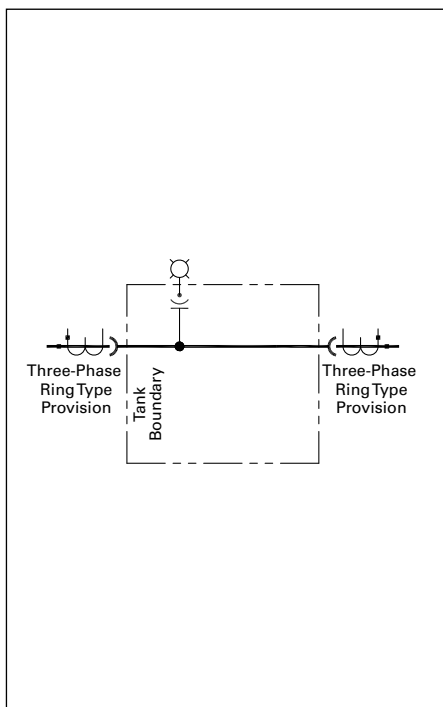 Three-Phase
Ring Type
Provision
Tank
Boundary
Three-Phase
Ring Type
Provision